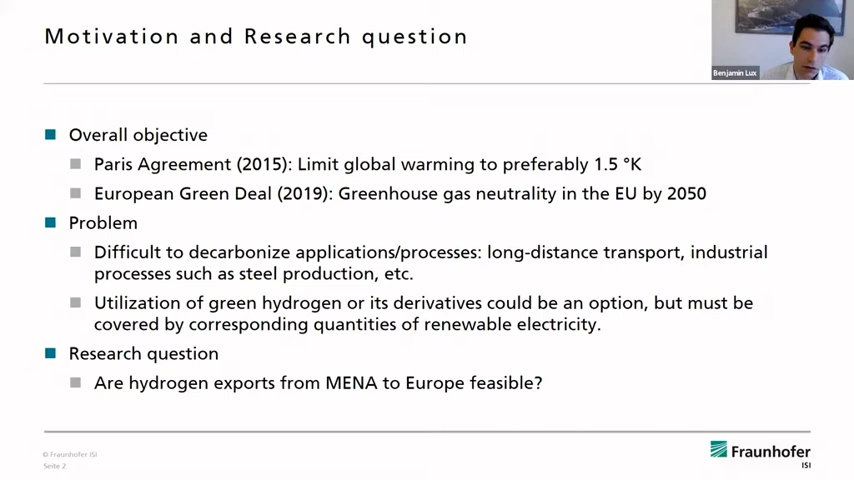 Motivation and Research question
Benjamin Lux
Overall objective
Paris Agreement (2015): Limit global warming to preferably 1.5 °K
European Green Deal (2019): Greenhouse gas neutrality in the EU by 2050
Problem
Difficult to decarbonize applications/processes: long-distance transport, industrial
processes such as steel production, etc.
Utilization of green hydrogen or its derivatives could be an option, but must be
covered by corresponding quantities of renewable electricity.
Research question
Are hydrogen exports from MENA to Europe feasible?
© Fraunhofer ISI
Seite 2
Fraunhofer
ISI